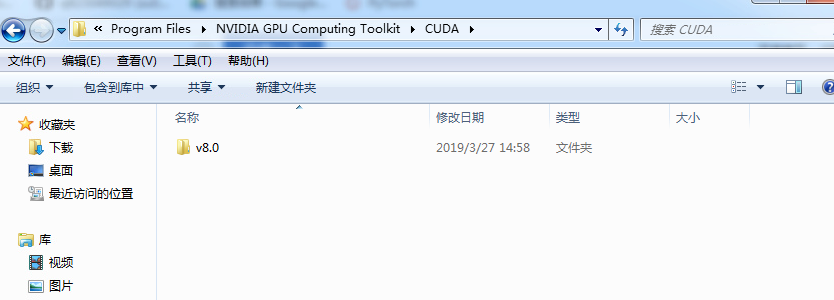 « Program Files ▸ NVIDIA GPU Computing Toolkit ▸ CUDA ▸
搜索 CUDA
文件(F) 编辑(E) 查看(V) 工具(T) 帮助(H)
组织 包含到库中 共享 新建文件夹
名称 修改日期 类型 大小
收藏夹
下载
桌面
最近访问的位置
库
视频
图片
v8.0 2019/3/27 14:58 文件夹